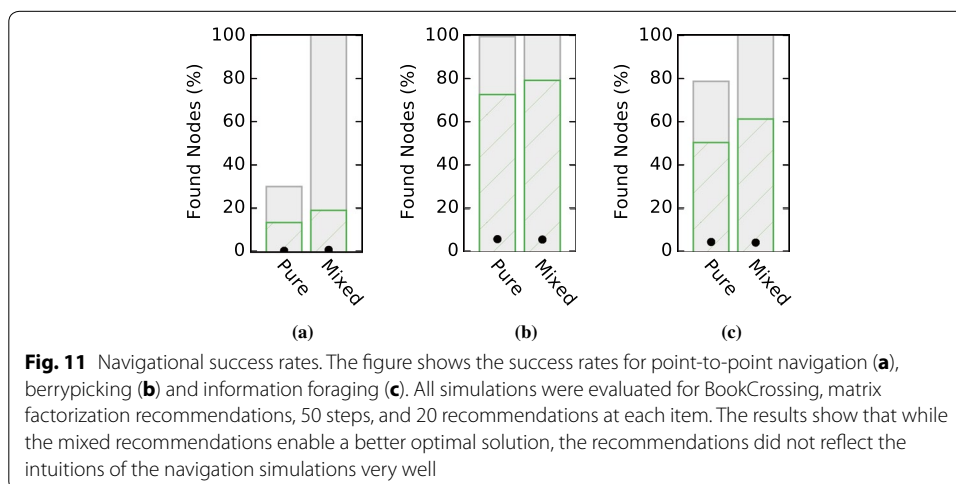 100
80
60
40
20
0
Found Nodes (%)
Pure
Mixed
(a)
100
80
60
40
20
0
Found Nodes (%)
Pure
Mixed
(b)
100
80
60
40
20
0
Found Nodes (%)
Pure
Mixed
(c)
Fig. 11 Navigational success rates. The figure shows the success rates for point-to-point navigation (a),
berrypicking (b) and information foraging (c). All simulations were evaluated for BookCrossing, matrix
factorization recommendations, 50 steps, and 20 recommendations at each item. The results show that while
the mixed recommendations enable a better optimal solution, the recommendations did not reflect the
intuitions of the navigation simulations very well